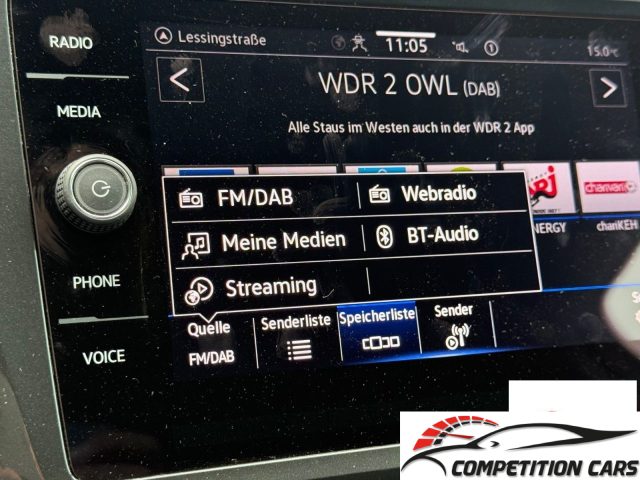 RADIO
MEDIA
PHONE
VOICE
Lessingstraße
11:05
15.0
WDR 2 OWL (DAB)
Alle Staus im Westen auch in der WDR 2 App
FM/DAB
Webradio
Meine Medien
BT-Audio
Streaming
NERGY
charivari
chariKEH
Quelle
FM/DAB
Senderliste
Speicherliste
Sender
COMPETITION CARS